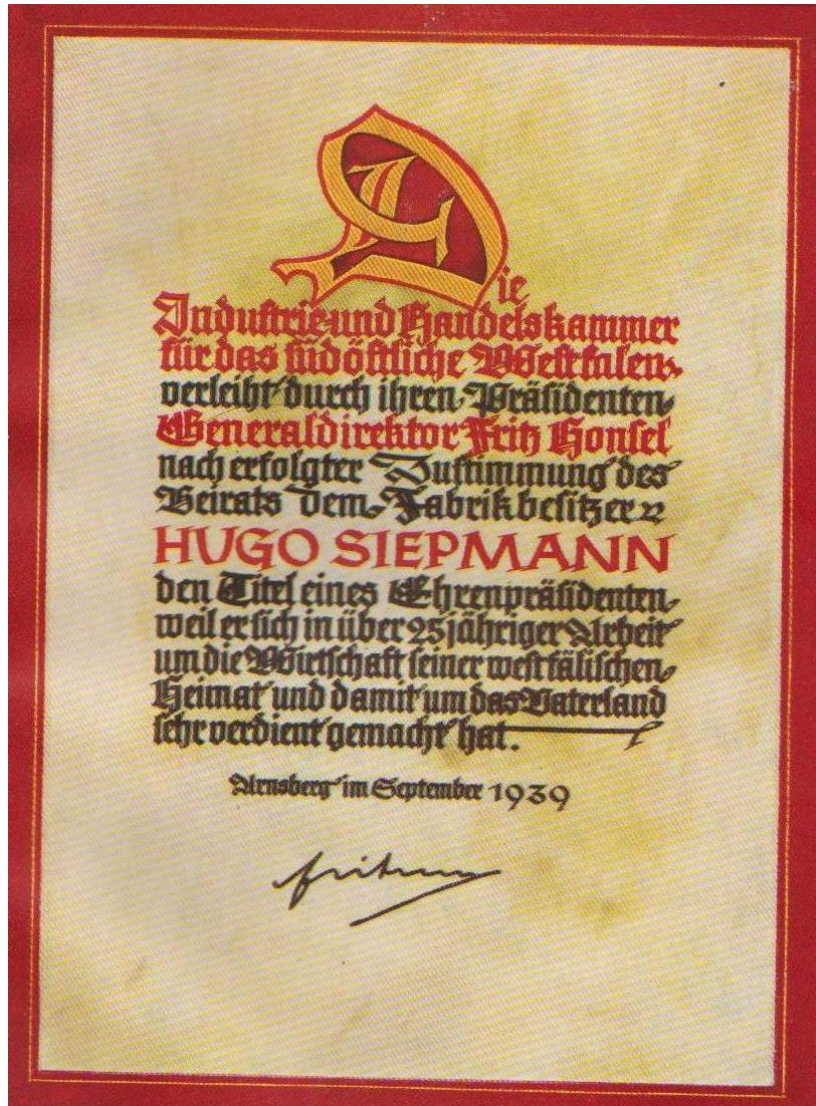 Die
Industrie und Handelskammer
für das südöstliche Westfalen
verleiht durch ihren Präsidenten
Generaldirektor Fritz Honsel
nach erfolgter Zustimmung des
Beirats dem Fabrikbesitzer
HUGO SIEPMANN
den Titel eines Ehrenpräsidenten
weil er sich in über 25 jähriger Arbeit
um die Wirtschaft seiner westfälischen
Heimat und damit um das Vaterland
sehr verdient gemacht hat.
Arnsberg im September 1939